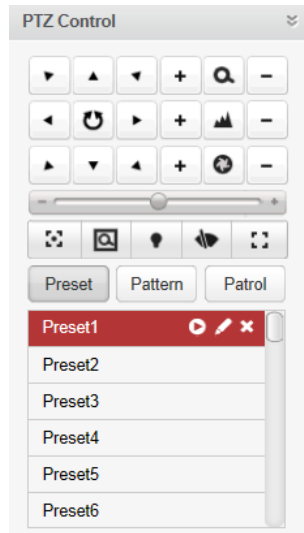 PTZ Control
+ −
+ −
+ −
- +
Preset Pattern Patrol
Preset1
Preset2
Preset3
Preset4
Preset5
Preset6